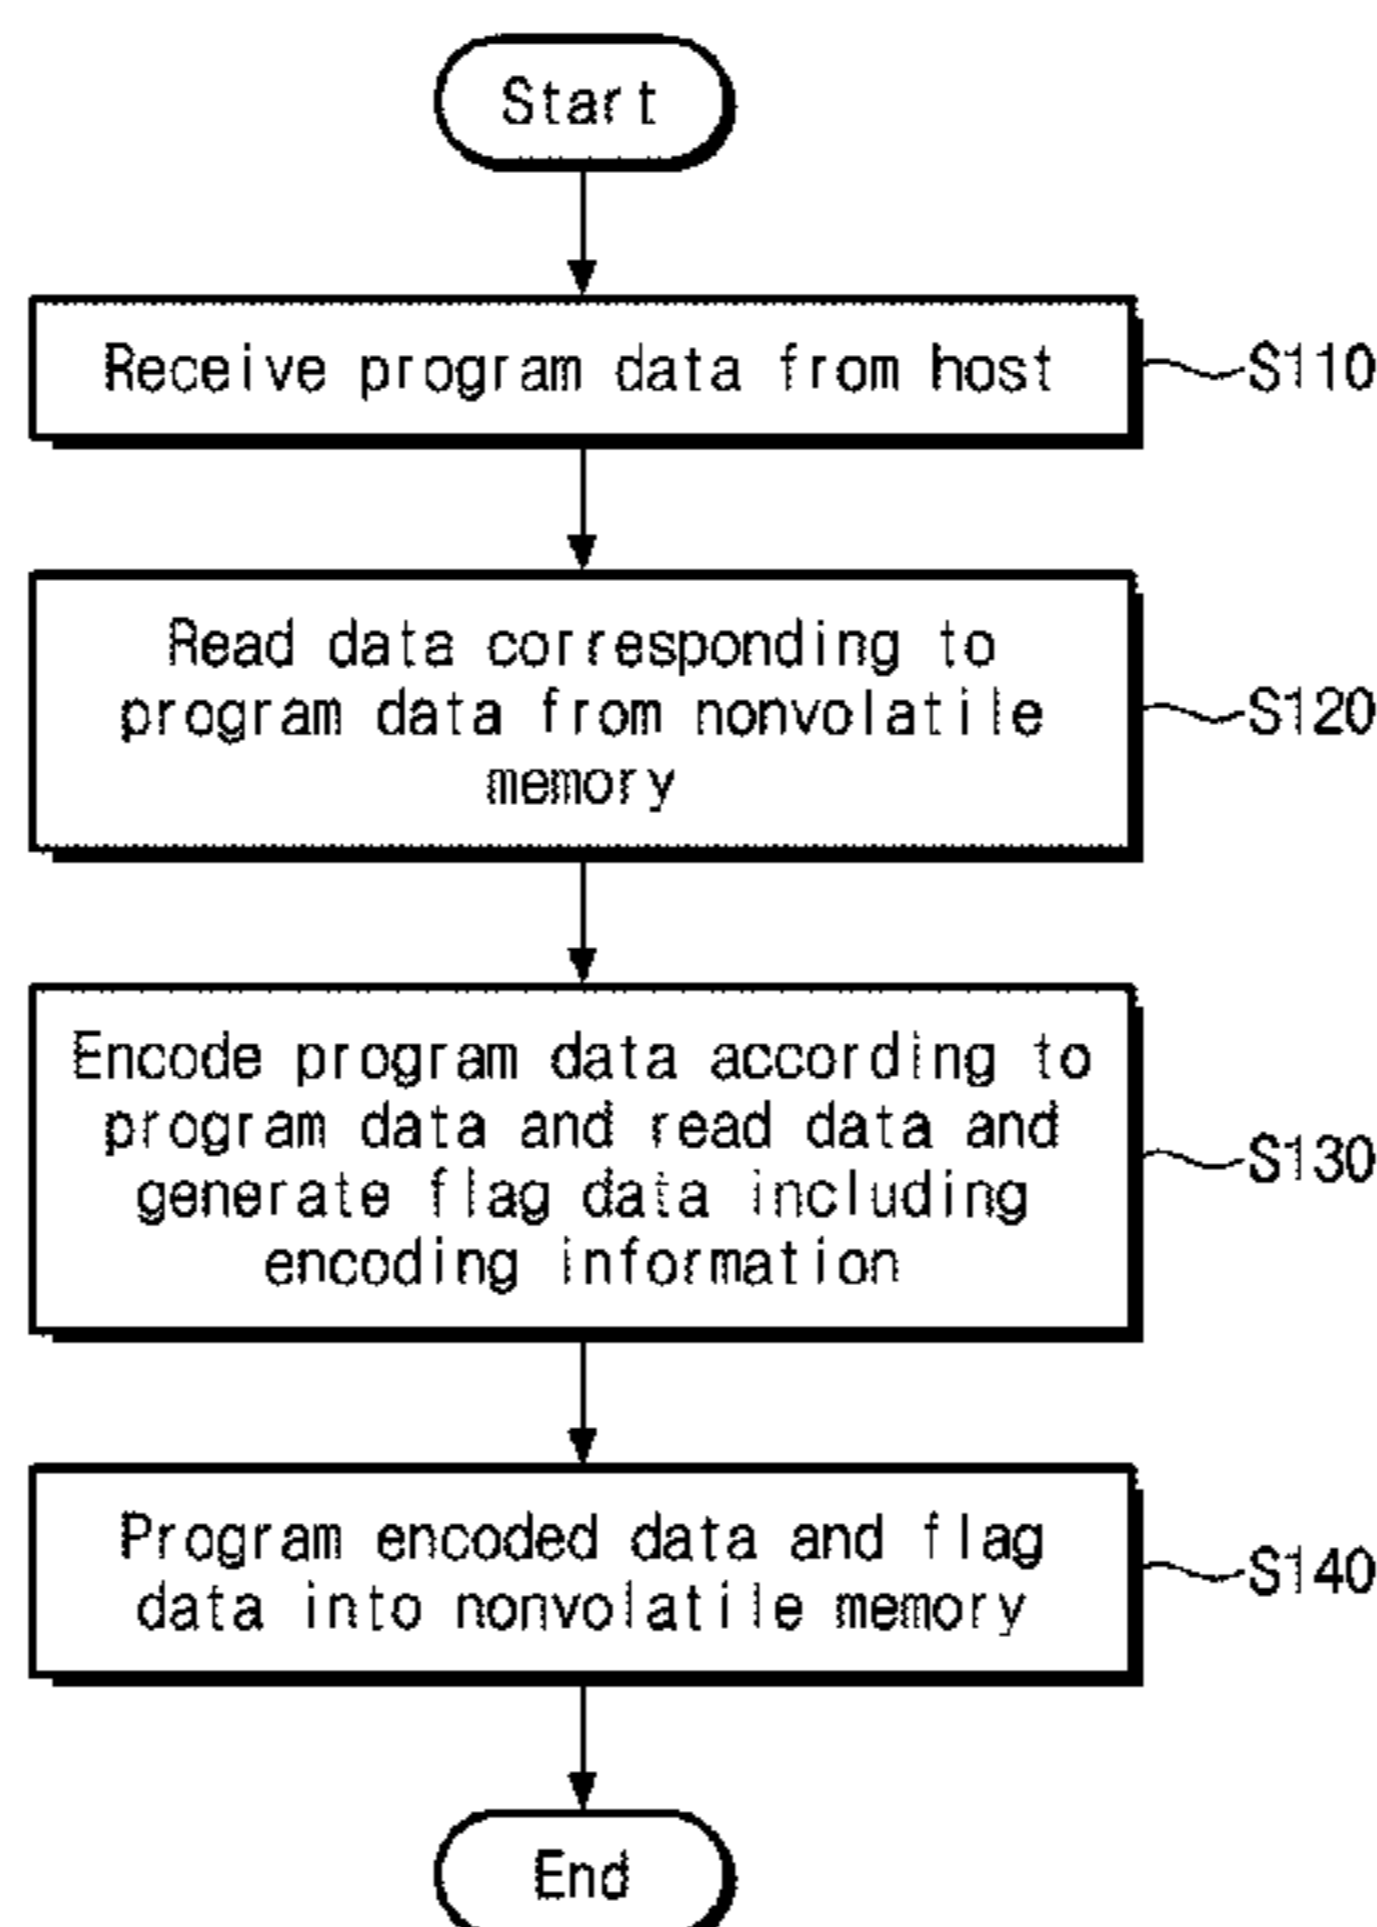 Start
Receive program data from host
S110
Read data corresponding to
program data from nonvolatile
memory
S120
Encode program data according to
program data and read data and
generate flag data including
encoding information
S130
Program encoded data and flag
data into nonvolatile memory
S140
End